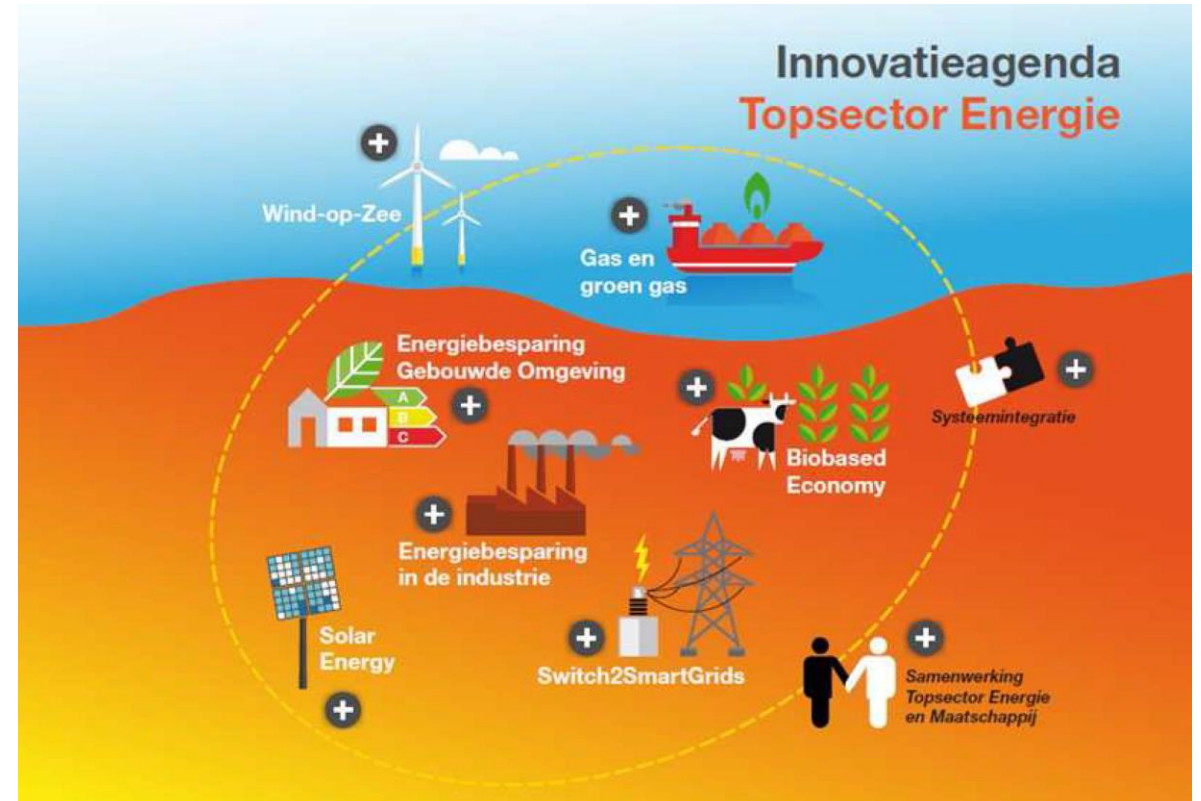 Innovatieagenda
Topsector Energie
Wind-op-Zee
Gas en
groen gas
Energiebesparing
Gebouwde Omgeving
A
B
C
Systeemintegratie
Biobased
Economy
Energiebesparing
in de industrie
Solar
Energy
Switch2SmartGrids
Samenwerking
Topsector Energie
en Maatschappij